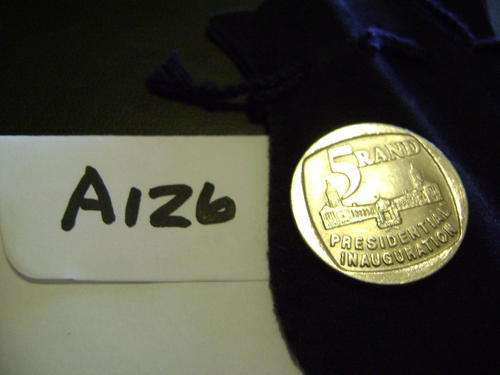 A126
5 RAND
PRESIDENTIAL
INAUGURATION